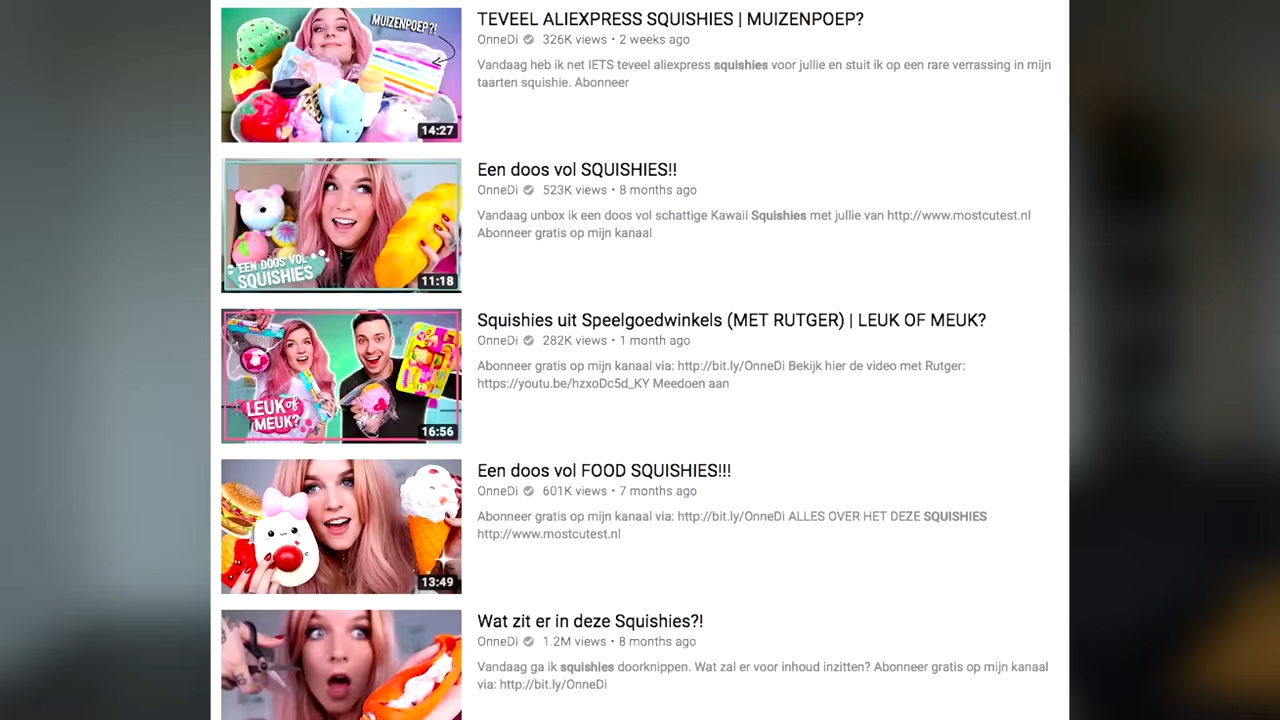 MUIZENPOEP?!
14:27
TEVEEL ALIEXPRESS SQUISHIES | MUIZENPOEP?
OnneDi 326K views • 2 weeks ago
Vandaag heb ik net IETS teveel aliexpress squishies voor jullie en stuit ik op een rare verrassing in mijn
taarten squishie. Abonneer
EEN DOOS VOL
SQUISHIES
11:18
Een doos vol SQUISHIES!!
OnneDi 523K views • 8 months ago
Vandaag unbox ik een doos vol schattige Kawaii Squishies met jullie van http://www.mostcutest.nl
Abonneer gratis op mijn kanaal
LEUK of
MEUK?
16:56
Squishies uit Speelgoedwinkels (MET RUTGER) | LEUK OF MEUK?
OnneDi 282K views • 1 month ago
Abonneer gratis op mijn kanaal via: http://bit.ly/OnneDi Bekijk hier de video met Rutger:
https://youtu.be/hzxoDc5d_KY Meedoen aan
13:49
Een doos vol FOOD SQUISHIES!!!
OnneDi 601K views • 7 months ago
Abonneer gratis op mijn kanaal via: http://bit.ly/OnneDi ALLES OVER HET DEZE SQUISHIES
http://www.mostcutest.nl
Wat zit er in deze Squishies?!
OnneDi 1.2M views • 8 months ago
Vandaag ga ik squishies doorknippen. Wat zal er voor inhoud inzitten? Abonneer gratis op mijn kanaal
via: http://bit.ly/OnneDi